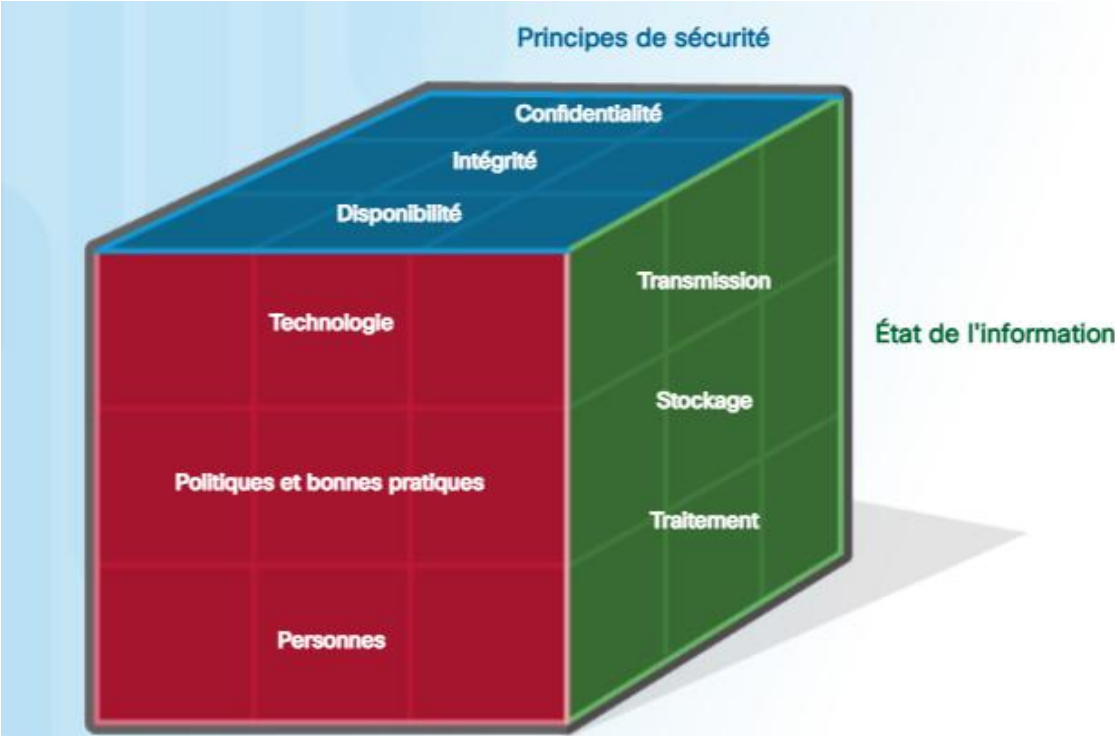 Principes de sécurité
Confidentialité
Intégrité
Disponibilité
Technologie
Politiques et bonnes pratiques
Personnes
Transmission
Stockage
Traitement
État de l'information